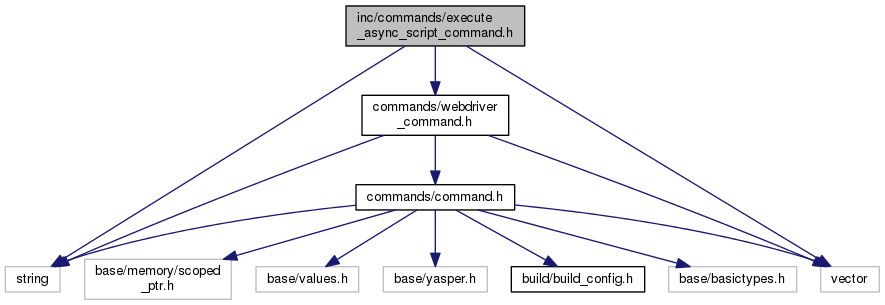 inc/commands/execute
_async_script_command.h
commands/webdriver
_command.h
commands/command.h
string
base/memory/scoped
_ptr.h
base/values.h
base/yasper.h
build/build_config.h
base/basictypes.h
vector